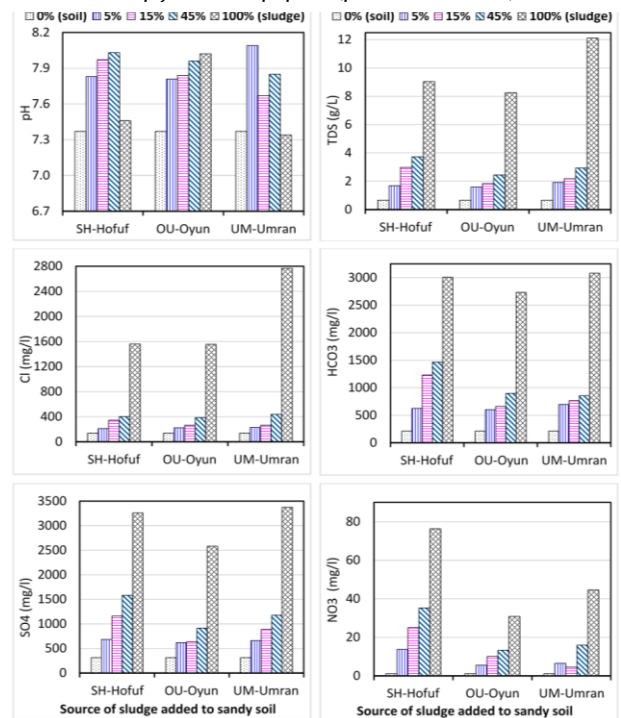 0% (soil) 5% 15% 45% 100% (sludge)
8.2
7.9
7.6
7.3
7.0
6.7
pH
SH-Hofuf OU-Oyun UM-Umran
0% (soil) 5% 15% 45% 100% (sludge)
12
10
8
6
4
2
0
TDS (g/L)
SH-Hofuf OU-Oyun UM-Umran
2800
2400
2000
1600
1200
800
400
0
Cl (mg/l)
SH-Hofuf OU-Oyun UM-Umran
3000
2500
2000
1500
1000
500
0
HCO3 (mg/l)
SH-Hofuf OU-Oyun UM-Umran
3500
3000
2500
2000
1500
1000
500
0
SO4 (mg/l)
SH-Hofuf OU-Oyun UM-Umran
Source of sludge added to sandy soil
80
60
40
20
0
NO3 (mg/l)
SH-Hofuf OU-Oyun UM-Umran
Source of sludge added to sandy soil